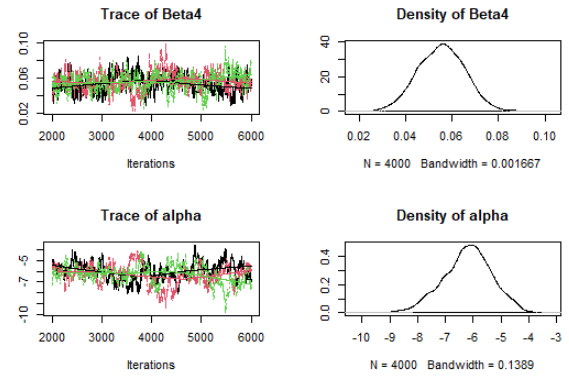 Trace of Beta4
0.02 0.06 0.10
2000 3000 4000 5000 6000
Iterations
Density of Beta4
0 20 40
0.02 0.04 0.06 0.08 0.10
N = 4000 Bandwidth = 0.001667
Trace of alpha
-10 -7 -5
2000 3000 4000 5000 6000
Iterations
Density of alpha
0.0 0.2 0.4
-10 -9 -8 -7 -6 -5 -4 -3
N = 4000 Bandwidth = 0.1389